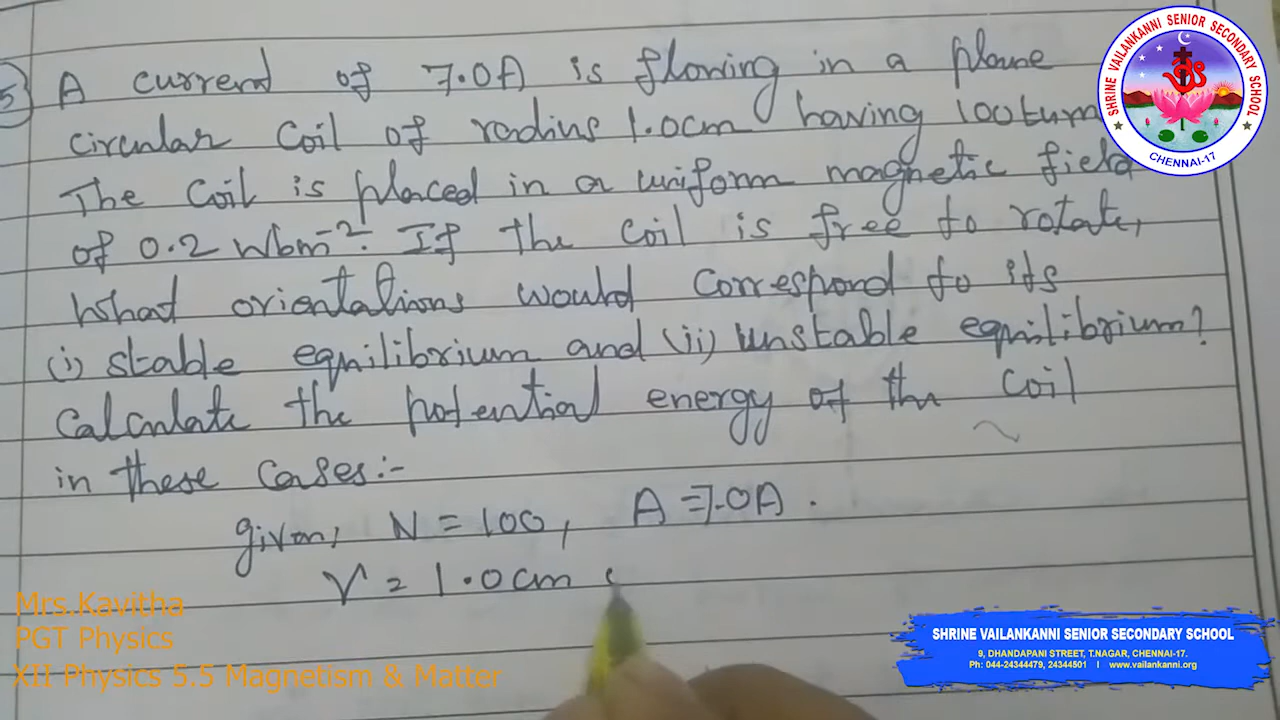 5) A current of 7.0A is flowing in a plane
circular coil of radius 1.0cm having 100turns
The coil is placed in a uniform magnetic field
of 0.2 Wbm⁻². If the coil is free to rotate,
What orientations would correspond to its
(i) stable equilibrium and (ii) unstable equilibrium?
Calculate the potential energy of the coil
in these cases:-
given, N = 100, A = 7.0A.
r = 1.0cm
SHRINE VAILANKANNI SENIOR SECONDARY SCHOOL
CHENNAI-17
Mrs.Kavitha
PGT Physics
XII Physics 5.5 Magnetism & Matter
SHRINE VAILANKANNI SENIOR SECONDARY SCHOOL
9, DHANDAPANI STREET, T.NAGAR, CHENNAI-17.
Ph: 044-24344479, 24344501 | www.vailankanni.org